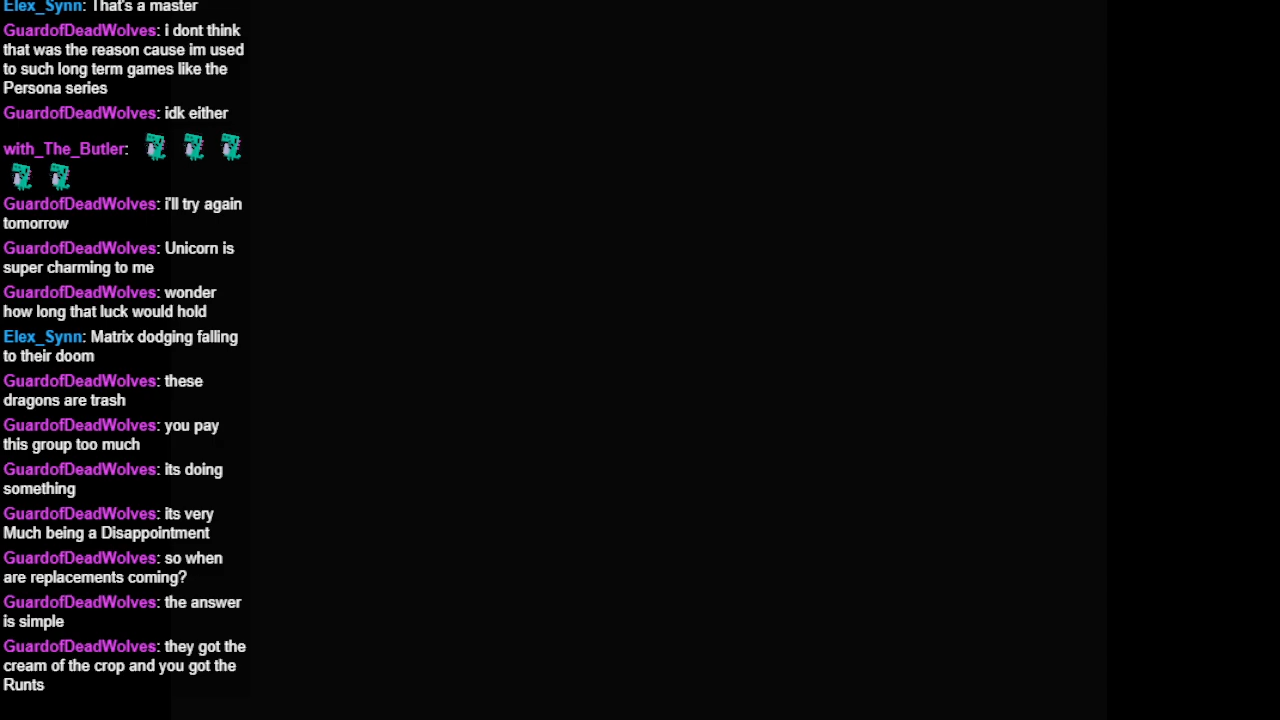 Elex_Synn: That's a master
GuardofDeadWolves: i dont think
that was the reason cause im used
to such long term games like the
Persona series
GuardofDeadWolves: idk either
with_The_Butler:
GuardofDeadWolves: i'll try again
tomorrow
GuardofDeadWolves: Unicorn is
super charming to me
GuardofDeadWolves: wonder
how long that luck would hold
Elex_Synn: Matrix dodging falling
to their doom
GuardofDeadWolves: these
dragons are trash
GuardofDeadWolves: you pay
this group too much
GuardofDeadWolves: its doing
something
GuardofDeadWolves: its very
Much being a Disappointment
GuardofDeadWolves: so when
are replacements coming?
GuardofDeadWolves: the answer
is simple
GuardofDeadWolves: they got the
cream of the crop and you got the
Runts